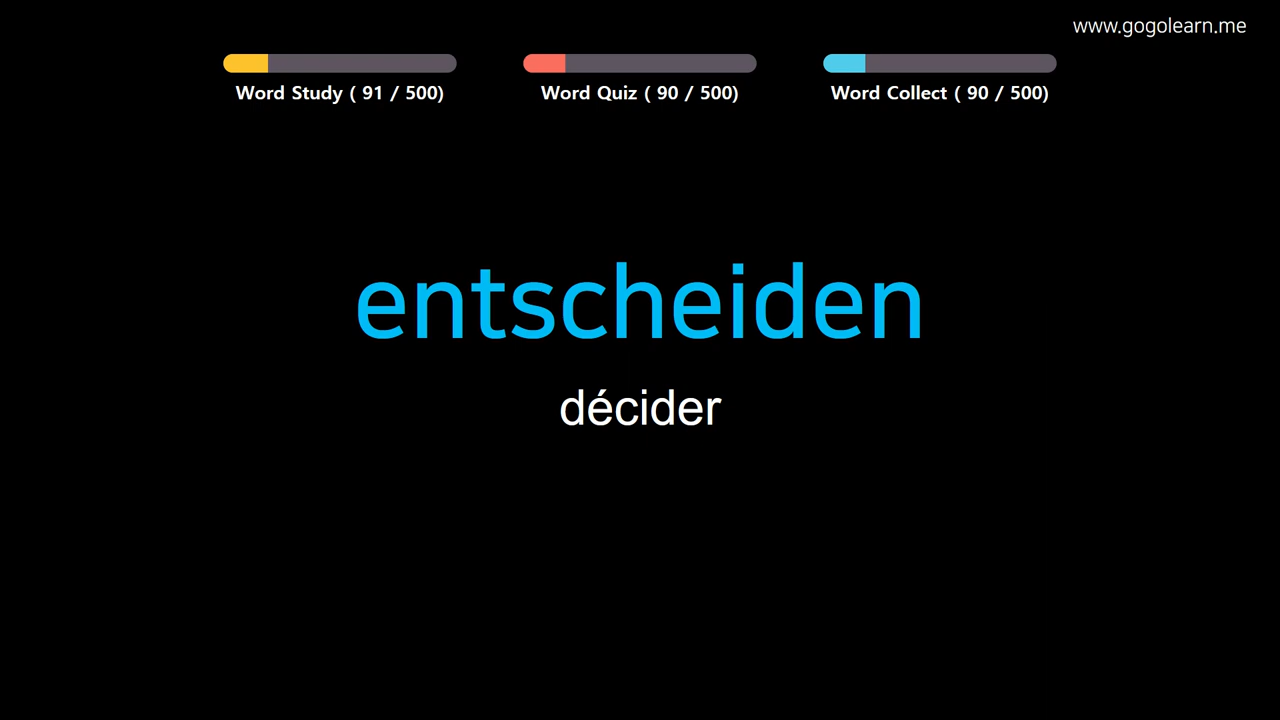 www.gogolearn.me
Word Study ( 91 / 500)
Word Quiz ( 90 / 500)
Word Collect ( 90 / 500)
entscheiden
décider